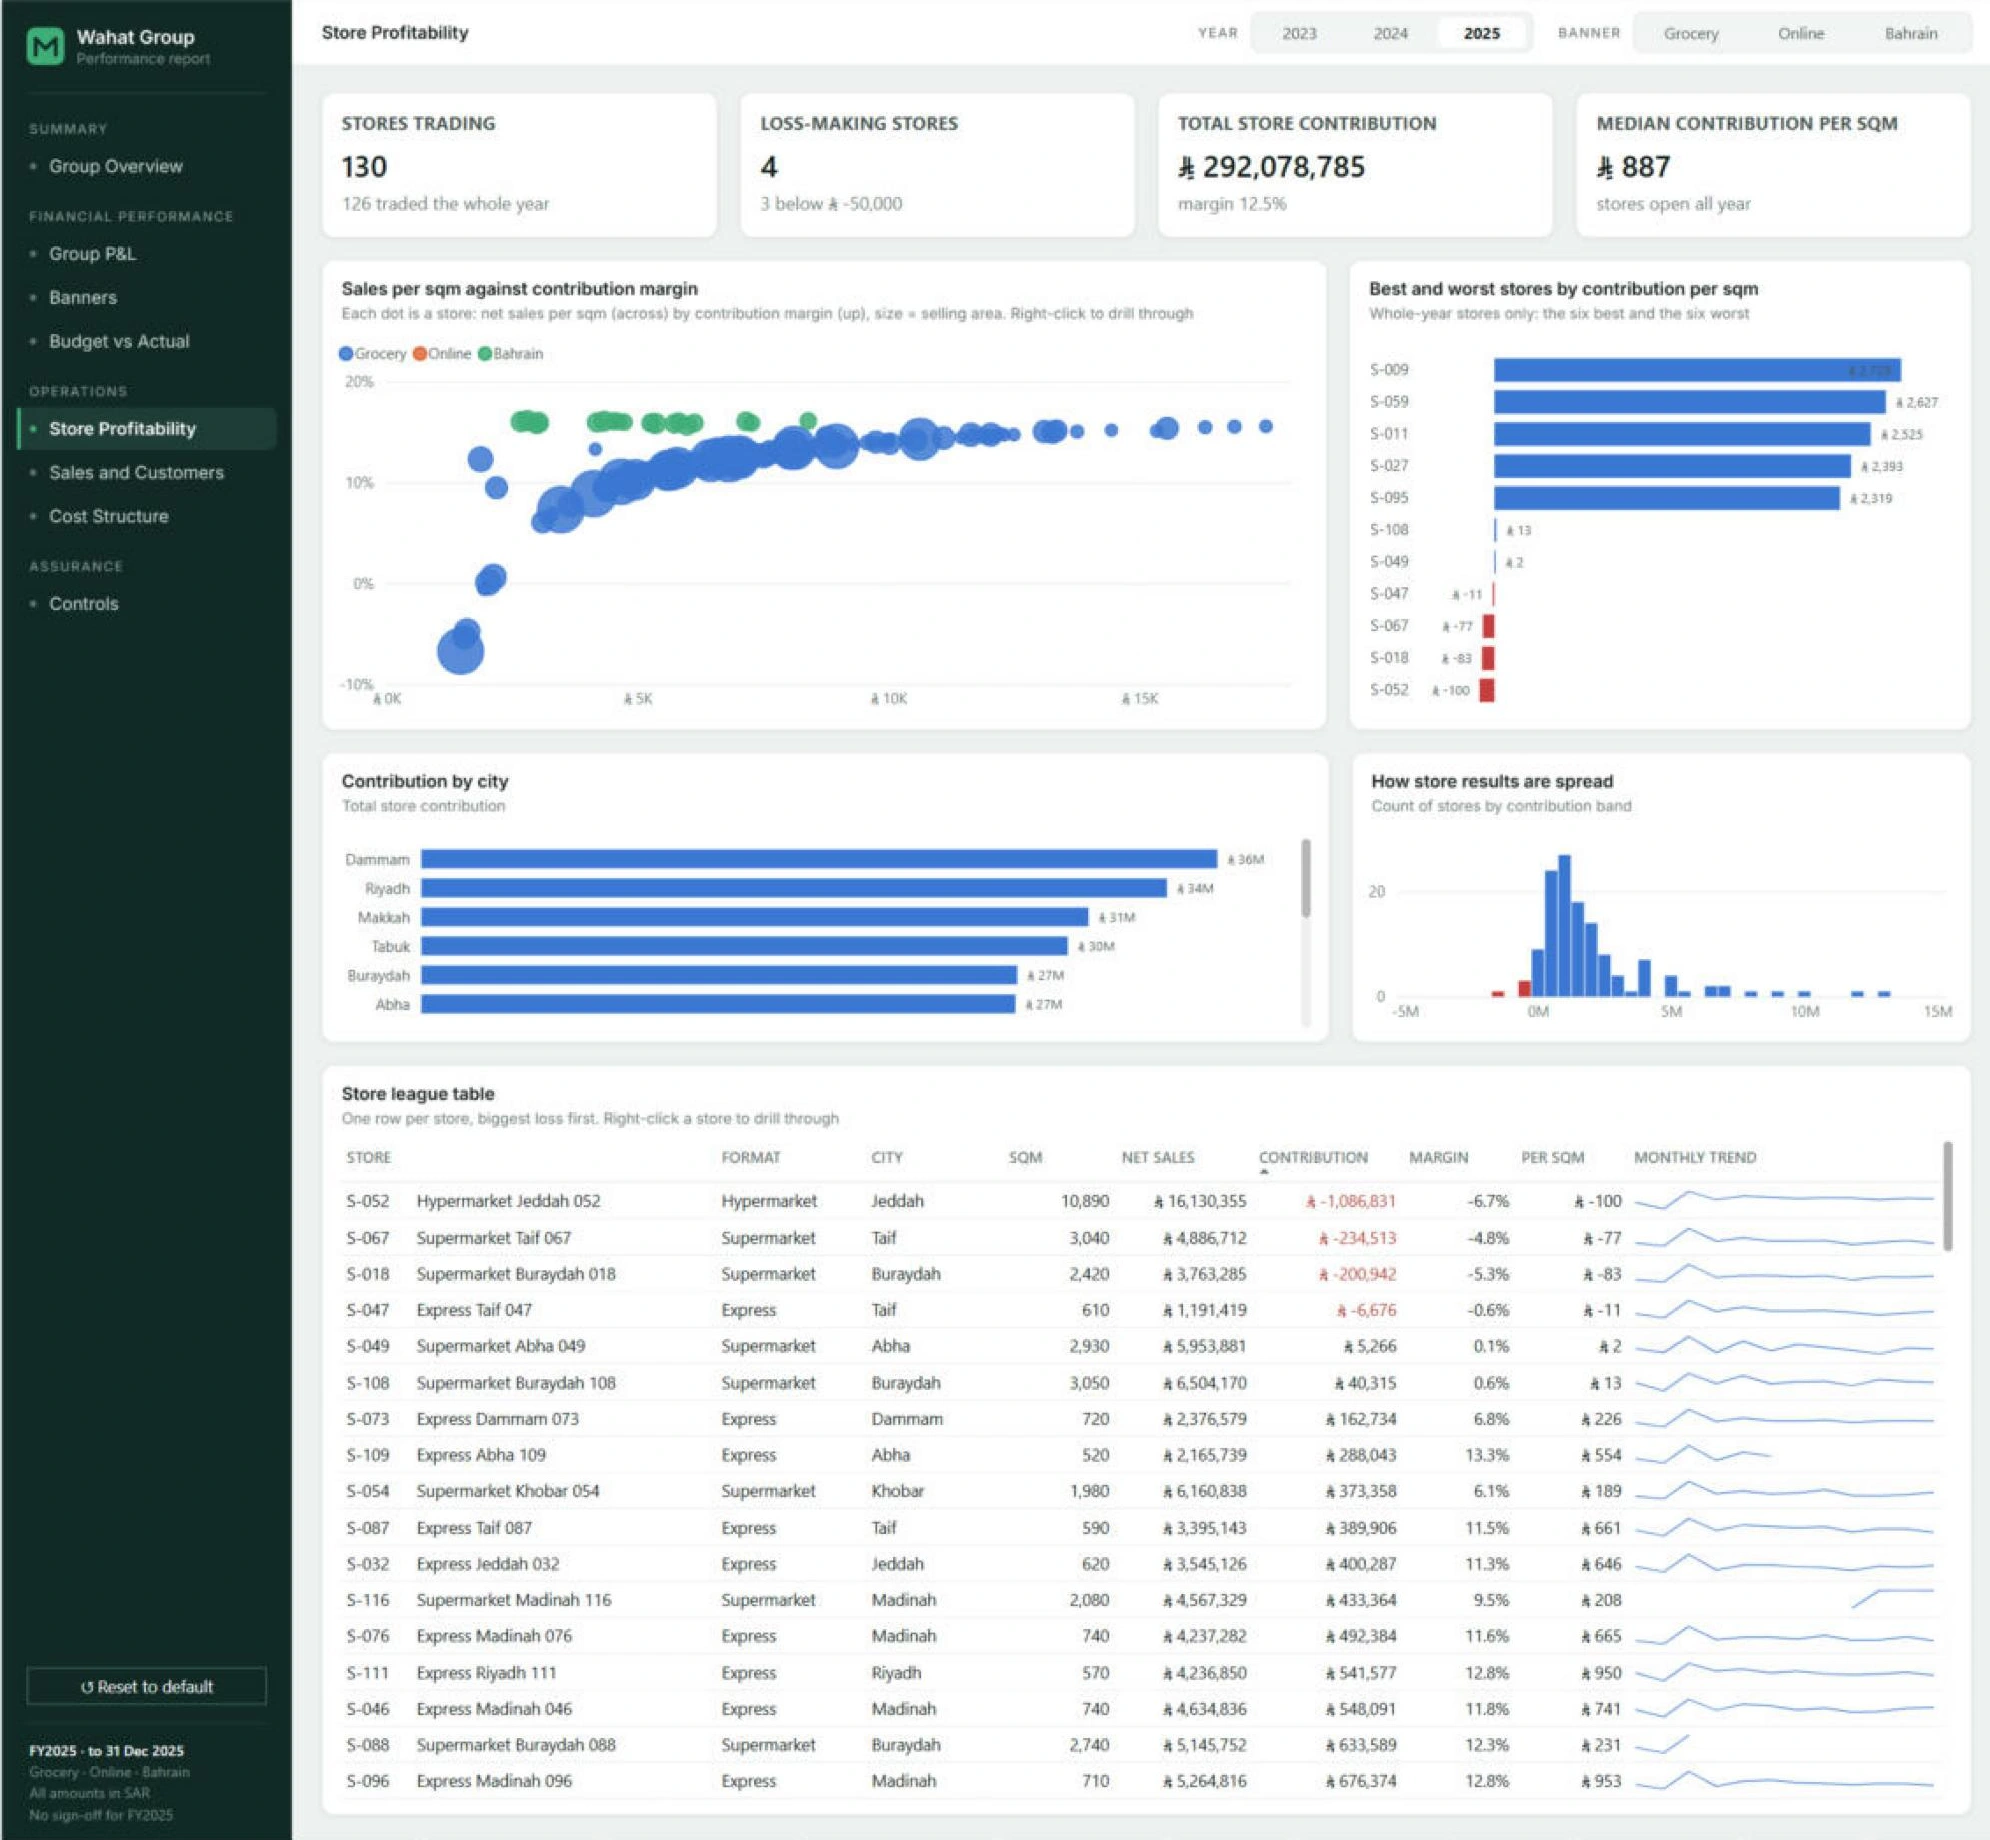 Wahat Group
Performance report
SUMMARY
Group Overview
FINANCIAL PERFORMANCE
Group P&L
Banners
Budget vs Actual
OPERATIONS
Store Profitability
Sales and Customers
Cost Structure
ASSURANCE
Controls
↺ Reset to default
FY2025 · to 31 Dec 2025
Grocery · Online · Bahrain
All amounts in SAR
No sign-off for FY2025
Store Profitability
YEAR 2023 2024 2025 BANNER Grocery Online Bahrain
STORES TRADING
130
126 traded the whole year
LOSS-MAKING STORES
4
3 below ⃁ -50,000
TOTAL STORE CONTRIBUTION
⃁ 292,078,785
margin 12.5%
MEDIAN CONTRIBUTION PER SQM
⃁ 887
stores open all year
Sales per sqm against contribution margin
Each dot is a store: net sales per sqm (across) by contribution margin (up), size = selling area. Right-click to drill through
Grocery Online Bahrain
20%
10%
0%
-10%
⃁ 0K ⃁ 5K ⃁ 10K ⃁ 15K
Best and worst stores by contribution per sqm
Whole-year stores only: the six best and the six worst
S-009
S-059 ⃁ 2,627
S-011 ⃁ 2,525
S-027 ⃁ 2,393
S-095 ⃁ 2,319
S-108 ⃁ 13
S-049 ⃁ 2
S-047 ⃁ -11
S-067 ⃁ -77
S-018 ⃁ -83
S-052 ⃁ -100
Contribution by city
Total store contribution
Dammam ⃁ 36M
Riyadh ⃁ 34M
Makkah ⃁ 31M
Tabuk ⃁ 30M
Buraydah ⃁ 27M
Abha ⃁ 27M
How store results are spread
Count of stores by contribution band
20
0
-5M 0M 5M 10M 15M
Store league table
One row per store, biggest loss first. Right-click a store to drill through
STORE FORMAT CITY SQM NET SALES CONTRIBUTION MARGIN PER SQM MONTHLY TREND
S-052 Hypermarket Jeddah 052 Hypermarket Jeddah 10,890 ⃁ 16,130,355 ⃁ -1,086,831 -6.7% ⃁ -100
S-067 Supermarket Taif 067 Supermarket Taif 3,040 ⃁ 4,886,712 ⃁ -234,513 -4.8% ⃁ -77
S-018 Supermarket Buraydah 018 Supermarket Buraydah 2,420 ⃁ 3,763,285 ⃁ -200,942 -5.3% ⃁ -83
S-047 Express Taif 047 Express Taif 610 ⃁ 1,191,419 ⃁ -6,676 -0.6% ⃁ -11
S-049 Supermarket Abha 049 Supermarket Abha 2,930 ⃁ 5,953,881 ⃁ 5,266 0.1% ⃁ 2
S-108 Supermarket Buraydah 108 Supermarket Buraydah 3,050 ⃁ 6,504,170 ⃁ 40,315 0.6% ⃁ 13
S-073 Express Dammam 073 Express Dammam 720 ⃁ 2,376,579 ⃁ 162,734 6.8% ⃁ 226
S-109 Express Abha 109 Express Abha 520 ⃁ 2,165,739 ⃁ 288,043 13.3% ⃁ 554
S-054 Supermarket Khobar 054 Supermarket Khobar 1,980 ⃁ 6,160,838 ⃁ 373,358 6.1% ⃁ 189
S-087 Express Taif 087 Express Taif 590 ⃁ 3,395,143 ⃁ 389,906 11.5% ⃁ 661
S-032 Express Jeddah 032 Express Jeddah 620 ⃁ 3,545,126 ⃁ 400,287 11.3% ⃁ 646
S-116 Supermarket Madinah 116 Supermarket Madinah 2,080 ⃁ 4,567,329 ⃁ 433,364 9.5% ⃁ 208
S-076 Express Madinah 076 Express Madinah 740 ⃁ 4,237,282 ⃁ 492,384 11.6% ⃁ 665
S-111 Express Riyadh 111 Express Riyadh 570 ⃁ 4,236,850 ⃁ 541,577 12.8% ⃁ 950
S-046 Express Madinah 046 Express Madinah 740 ⃁ 4,634,836 ⃁ 548,091 11.8% ⃁ 741
S-088 Supermarket Buraydah 088 Supermarket Buraydah 2,740 ⃁ 5,145,752 ⃁ 633,589 12.3% ⃁ 231
S-096 Express Madinah 096 Express Madinah 710 ⃁ 5,264,816 ⃁ 676,374 12.8% ⃁ 953